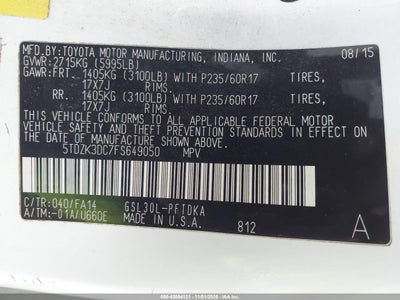 MFD.BY: TOYOTA MOTOR MANUFACTURING, INDIANA, INC. 08/15
GVWR: 2715KG (5995LB)
GAWR: FRT. 1405KG (3100LB) WITH P235/60R17 TIRES,
17X7J RIMS.
RR. 1405KG (3100LB) WITH P235/60R17 TIRES,
17X7J RIMS.
THIS VEHICLE CONFORMS TO ALL APPLICABLE FEDERAL MOTOR
VEHICLE SAFETY STANDARDS IN EFFECT ON THE DATE OF
MANUFACTURE SHOWN ABOVE.
5TDZK3DC7FS649050 MPV
C/TR: 040/FA14 GSL30L-PFTDKA
A/TM: -01A/U660E MADE IN U.S.A. 812